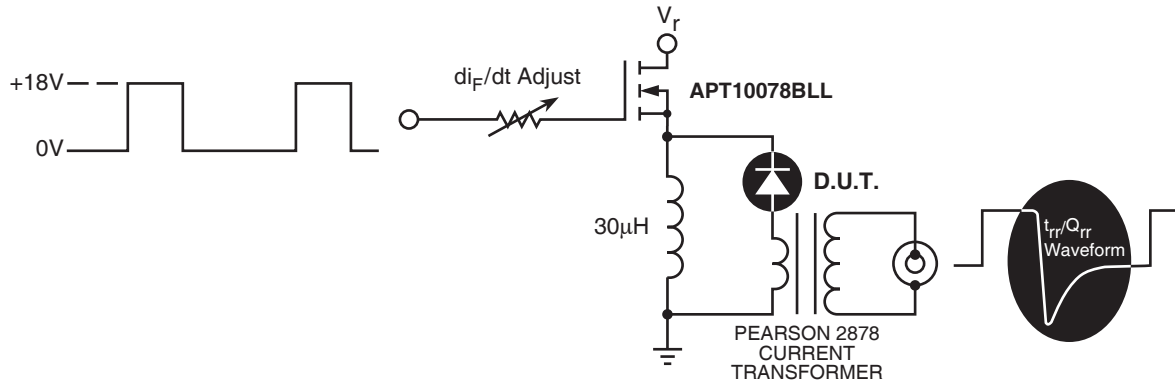 V_r
+18V
di_F/dt Adjust
APT10078BLL
0V
D.U.T.
30μH
t_rr/Q_rr
Waveform
PEARSON 2878
CURRENT
TRANSFORMER